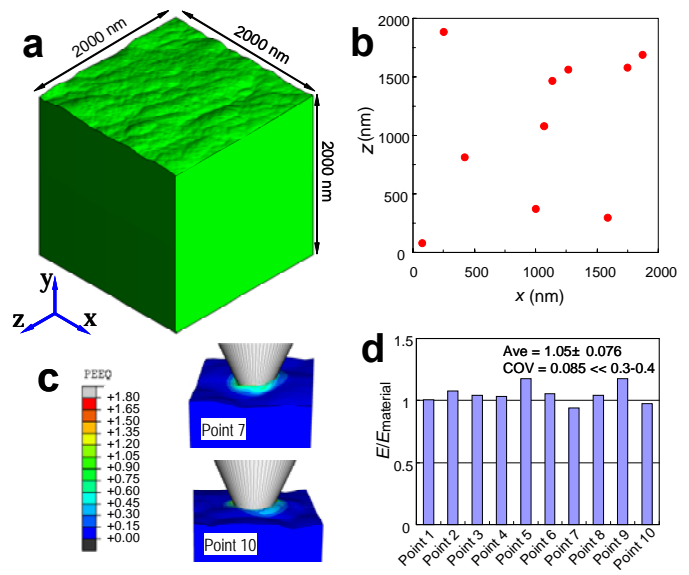 a
2000 nm
2000 nm
2000 nm
y
z
x
b
z(nm)
2000
1500
1000
500
0
0
500
1000
1500
2000
x (nm)
c
PEEQ
+1.80
+1.65
+1.50
+1.35
+1.20
+1.05
+0.90
+0.75
+0.60
+0.45
+0.30
+0.15
+0.00
Point 7
Point 10
d
Ave = 1.05± 0.076
COV = 0.085 << 0.3-0.4
E/Ematerial
1.5
1
0.5
0
Point 1
Point 2
Point 3
Point 4
Point 5
Point 6
Point 7
Point 8
Point 9
Point 10